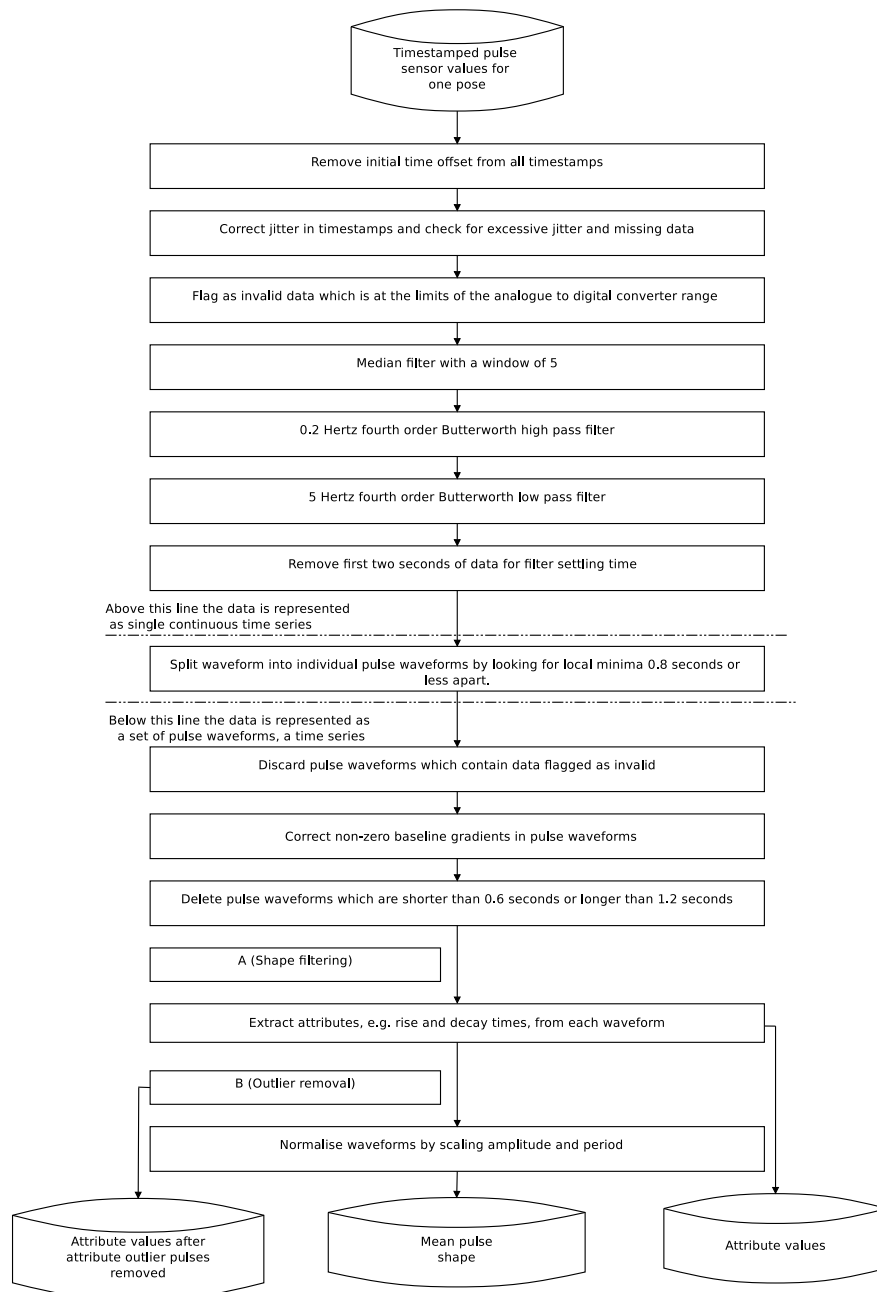 Timestamped pulse
sensor values for
one pose
Remove initial time offset from all timestamps
Correct jitter in timestamps and check for excessive jitter and missing data
Flag as invalid data which is at the limits of the analogue to digital converter range
Median filter with a window of 5
0.2 Hertz fourth order Butterworth high pass filter
5 Hertz fourth order Butterworth low pass filter
Remove first two seconds of data for filter settling time
Above this line the data is represented
as single continuous time series
Split waveform into individual pulse waveforms by looking for local minima 0.8 seconds or
less apart.
Below this line the data is represented as
a set of pulse waveforms, a time series
Discard pulse waveforms which contain data flagged as invalid
Correct non-zero baseline gradients in pulse waveforms
Delete pulse waveforms which are shorter than 0.6 seconds or longer than 1.2 seconds
A (Shape filtering)
Extract attributes, e.g. rise and decay times, from each waveform
B (Outlier removal)
Normalise waveforms by scaling amplitude and period
Attribute values after
attribute outlier pulses
removed
Mean pulse
shape
Attribute values